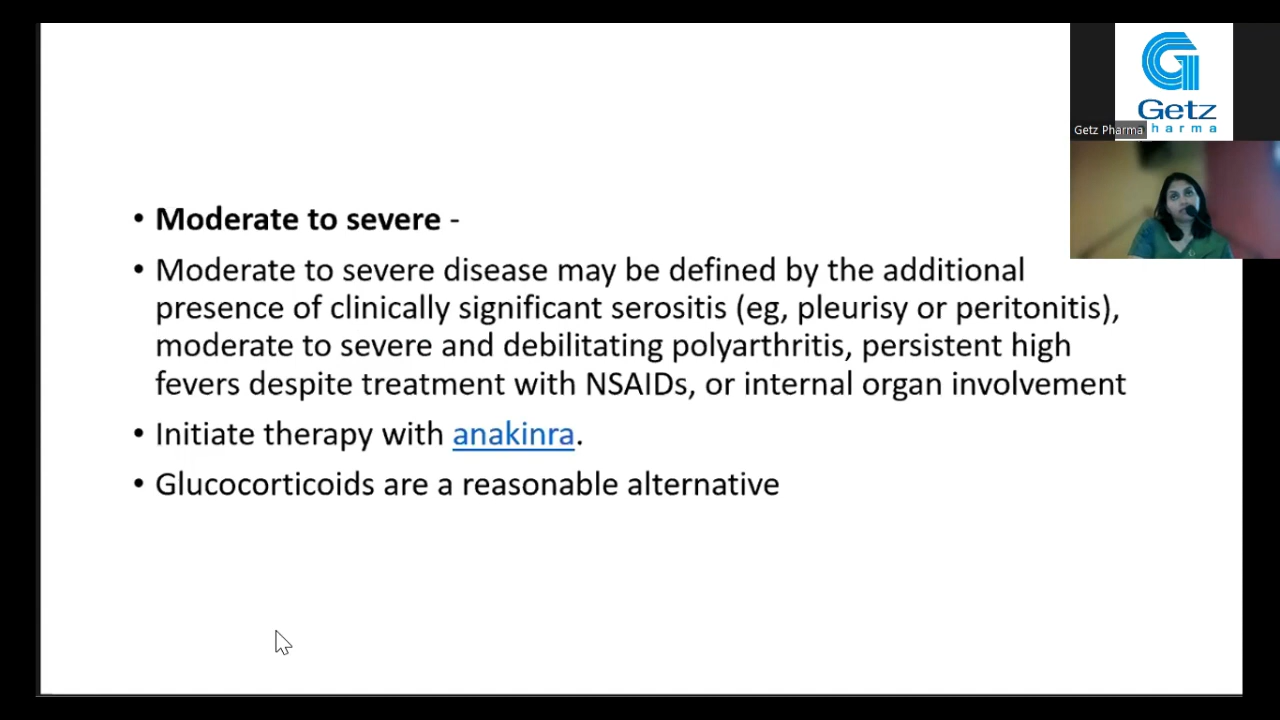 • Moderate to severe -
• Moderate to severe disease may be defined by the additional
presence of clinically significant serositis (eg, pleurisy or peritonitis),
moderate to severe and debilitating polyarthritis, persistent high
fevers despite treatment with NSAIDs, or internal organ involvement
• Initiate therapy with anakinra.
• Glucocorticoids are a reasonable alternative
Getz
harma
Getz Pharma